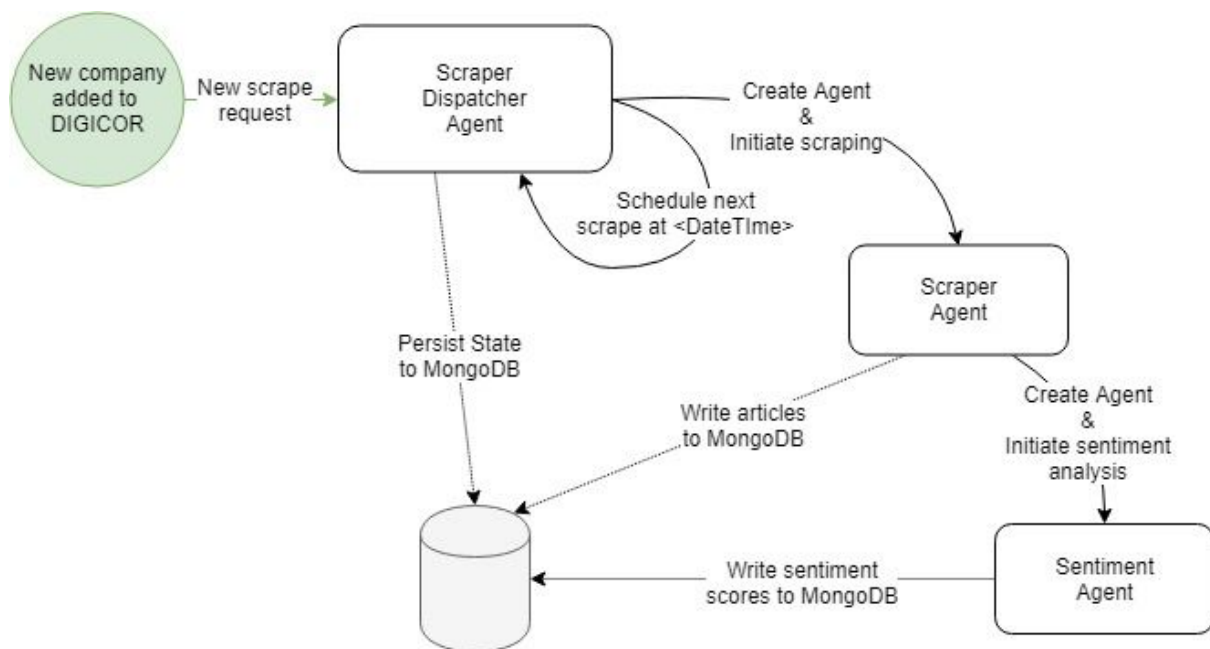 New company
added to
DIGICOR
New scrape
request
Scraper
Dispatcher
Agent
Create Agent
&
Initiate scraping
Schedule next
scrape at <DateTIme>
Scraper
Agent
Persist State
to MongoDB
Write articles
to MongoDB
Create Agent
&
Initiate sentiment
analysis
Write sentiment
scores to MongoDB
Sentiment
Agent